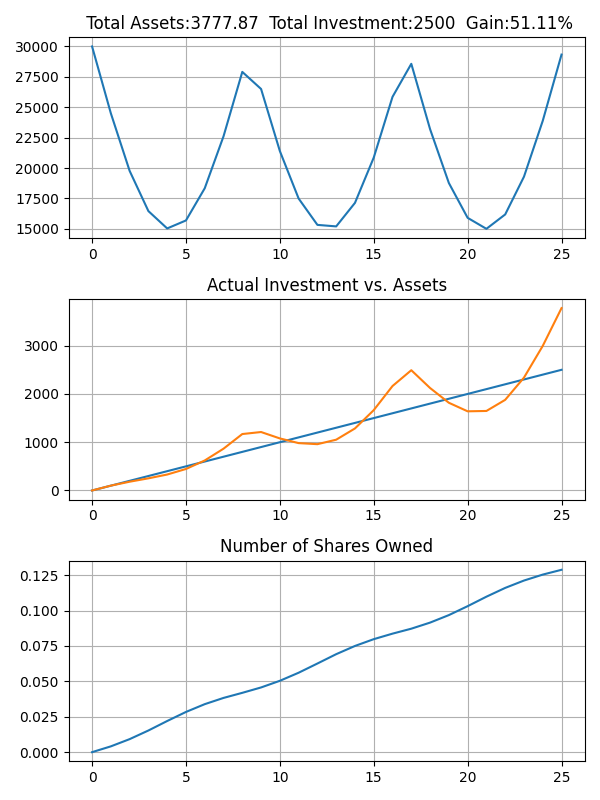 Total Assets:3777.87  Total Investment:2500  Gain:51.11%
30000
27500
25000
22500
20000
17500
15000
0 5 10 15 20 25
Actual Investment vs. Assets
3000
2000
1000
0
0 5 10 15 20 25
Number of Shares Owned
0.125
0.100
0.075
0.050
0.025
0.000
0 5 10 15 20 25